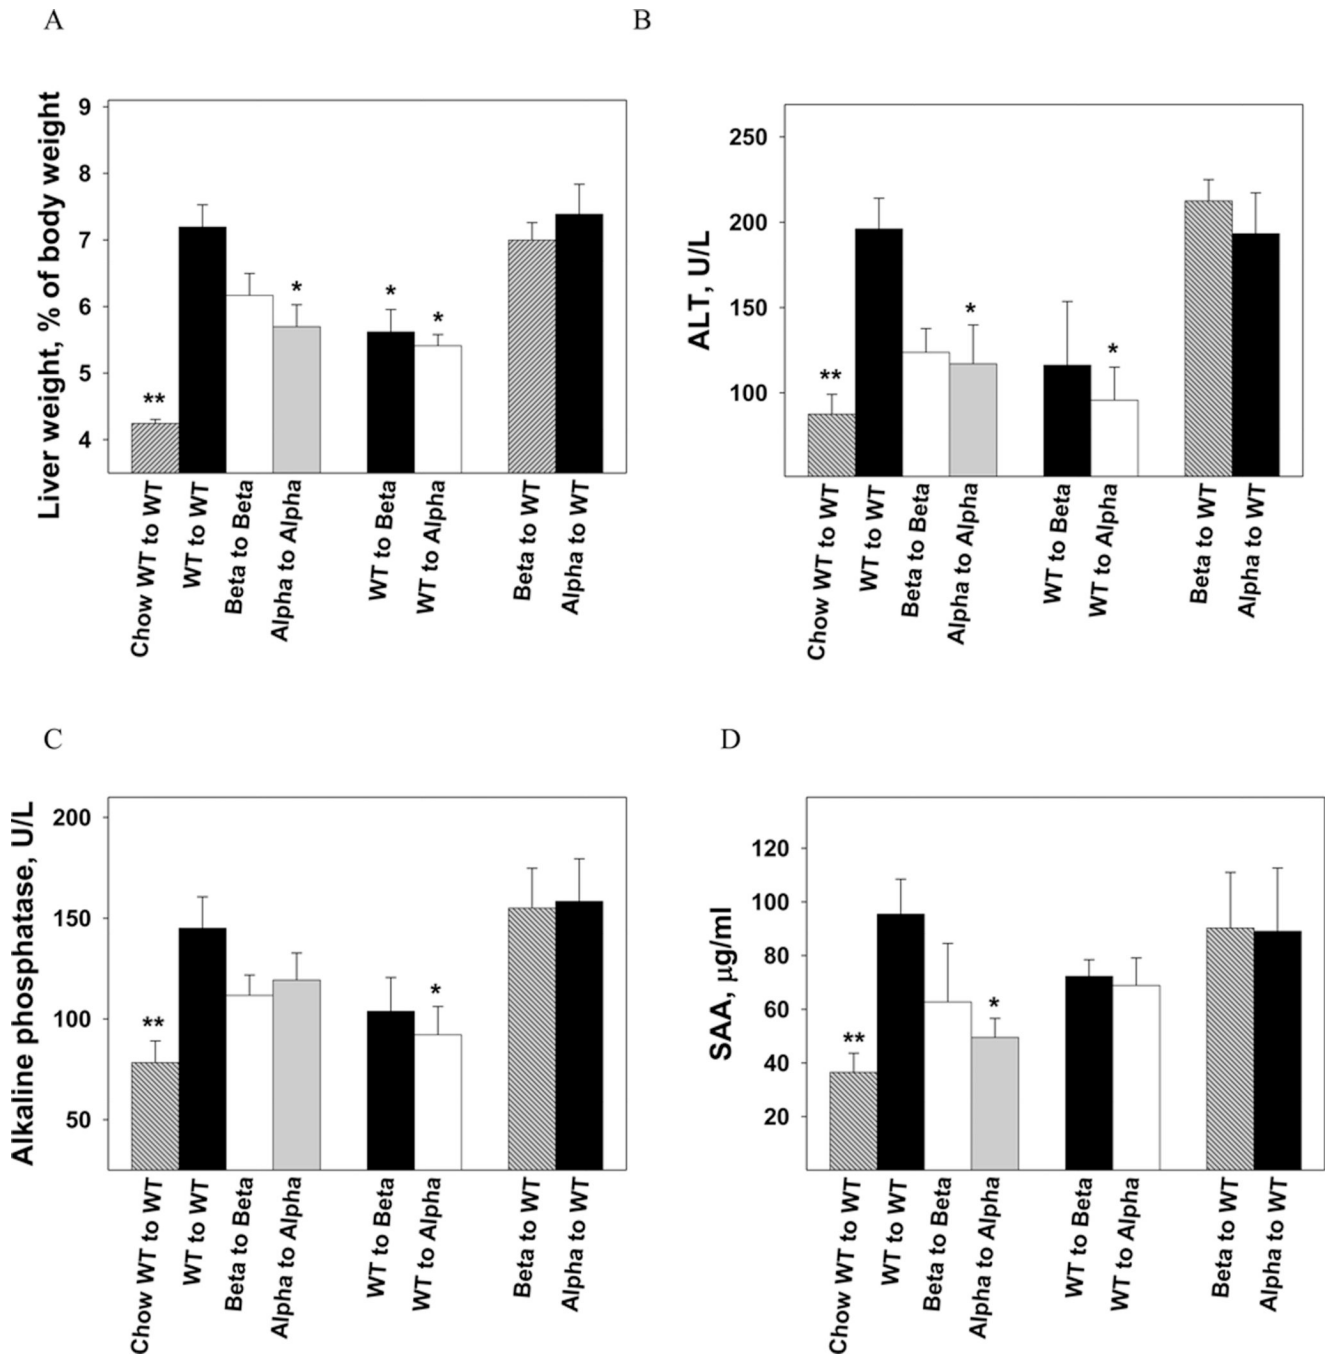 A
Liver weight, % of body weight
9
8
7
6
5
4
**
*
*
*
Chow WT to WT
WT to WT
Beta to Beta
Alpha to Alpha
WT to Beta
WT to Alpha
Beta to WT
Alpha to WT
B
ALT, U/L
250
200
150
100
**
*
*
Chow WT to WT
WT to WT
Beta to Beta
Alpha to Alpha
WT to Beta
WT to Alpha
Beta to WT
Alpha to WT
C
Alkaline phosphatase, U/L
200
150
100
50
**
*
Chow WT to WT
WT to WT
Beta to Beta
Alpha to Alpha
WT to Beta
WT to Alpha
Beta to WT
Alpha to WT
D
SAA, µg/ml
120
100
80
60
40
20
**
*
Chow WT to WT
WT to WT
Beta to Beta
Alpha to Alpha
WT to Beta
WT to Alpha
Beta to WT
Alpha to WT